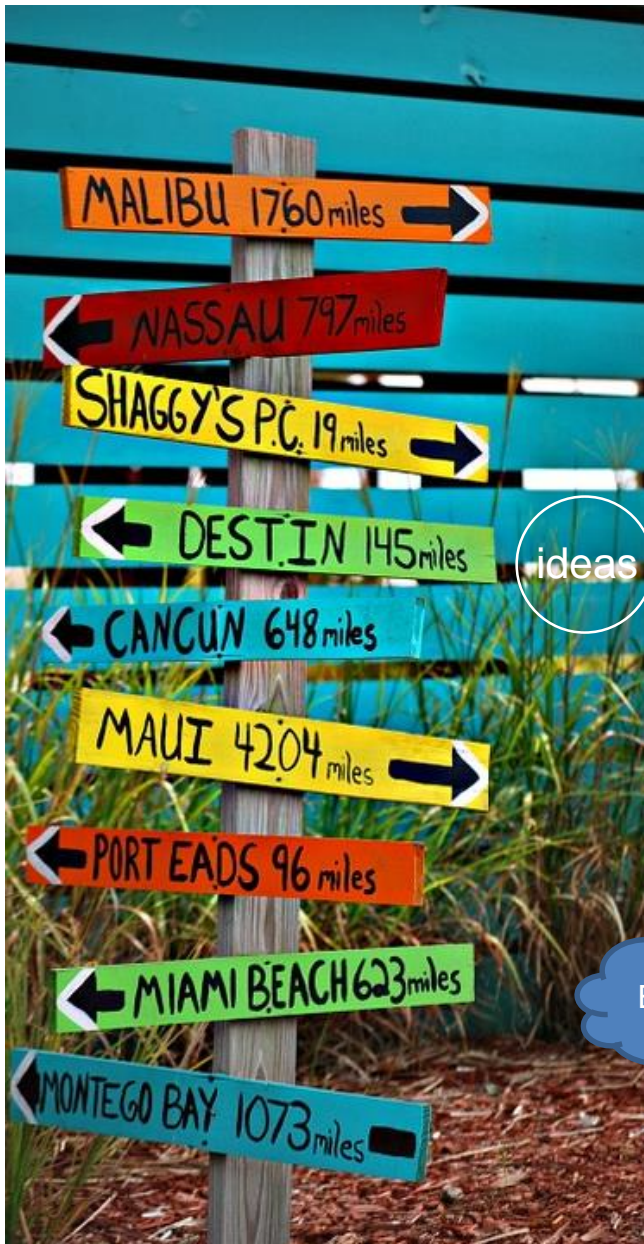 MALIBU 1760 miles
NASSAU 797 miles
SHAGGY'S P.C. 19 miles
DESTIN 145 miles
ideas
CANCUN 648 miles
MAUI 4204 miles
PORT EADS 96 miles
MIAMI BEACH 623 miles
MONTEGO BAY 1073 miles